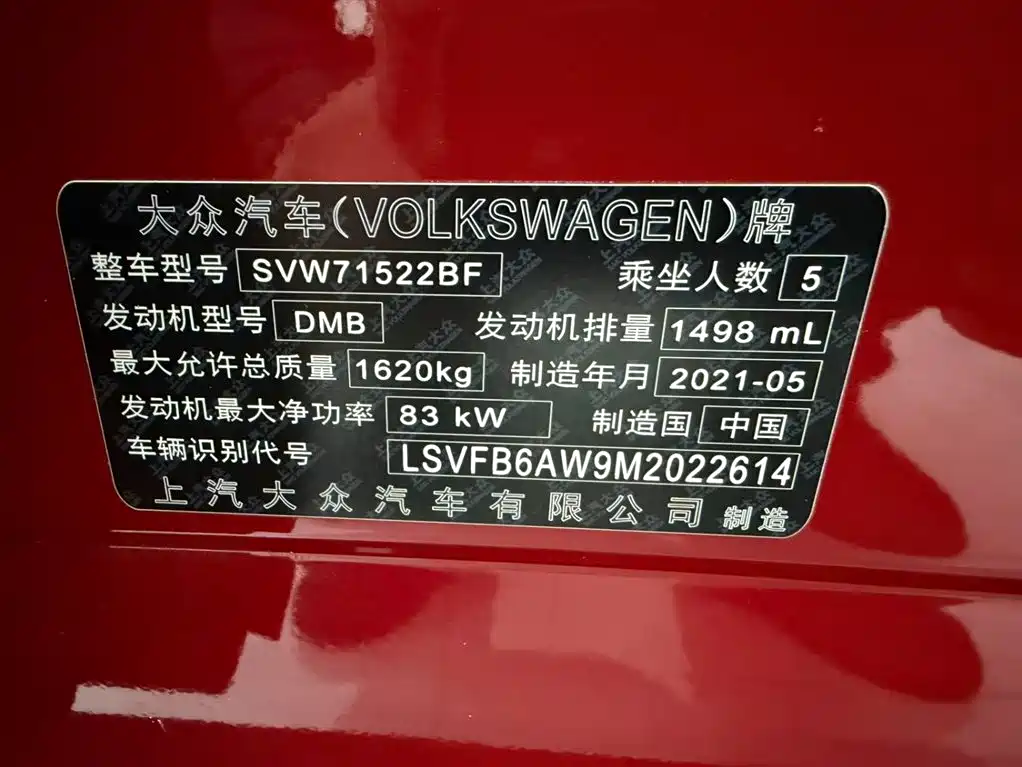 大众汽车(VOLKSWAGEN)牌
整车型号 SVW71522BF 乘坐人数 5
发动机型号 DMB 发动机排量 1498 mL
最大允许总质量 1620kg 制造年月 2021-05
发动机最大净功率 83 kW 制造国 中国
车辆识别代号 LSVFB6AW9M2022614
上汽大众汽车有限公司 制造